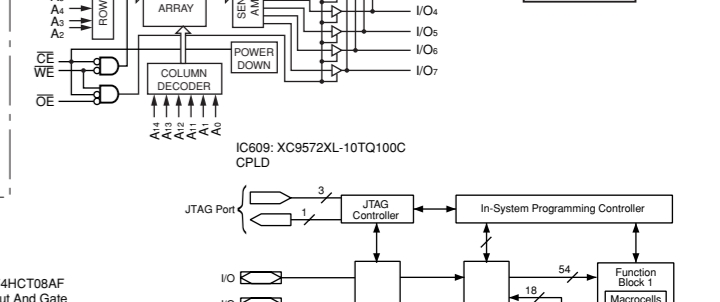 A4
A3
A2
ROW
ARRAY
I/O4
I/O5
I/O6
I/O7
CE
WE
OE
POWER
DOWN
COLUMN
DECODER
A14
A13
A12
A11
A1
A0
IC609: XC9572XL-10TQ100C
CPLD
JTAG Port
3
1
JTAG
Controller
In-System Programming Controller
I/O
54
18
Function
Block 1
Macrocells
4HCT08AF
ut And Gate